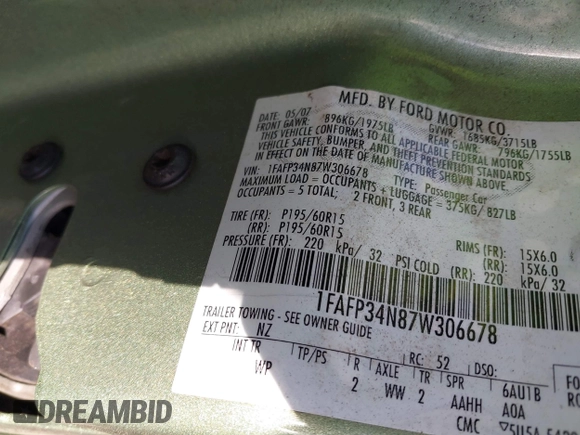 MFD. BY FORD MOTOR CO.
DATE: 05/07 GVWR: 1685KG/3715LB
FRONT GAWR: 896KG/1975LB REAR GAWR: 796KG/1755LB
THIS VEHICLE CONFORMS TO ALL APPLICABLE FEDERAL MOTOR
VEHICLE SAFETY, BUMPER, AND THEFT PREVENTION STANDARDS
IN EFFECT ON THE DATE OF MANUFACTURE SHOWN ABOVE.
VIN: 1FAFP34N87W306678 TYPE: Passenger Car
MAXIMUM LOAD = OCCUPANTS + LUGGAGE = 375KG/ 827LB
OCCUPANTS = 5 TOTAL; 2 FRONT, 3 REAR
TIRE (FR): P195/60R15 RIMS (FR): 15X6.0
(RR): P195/60R15 (RR): 15X6.0
PRESSURE (FR): 220 kPa/ 32 PSI COLD (RR): 220 kPa/ 32
1FAFP34N87W306678
TRAILER TOWING - SEE OWNER GUIDE
EXT PNT: NZ RC: 52 DSO:
INT TR TP/PS R AXLE TR SPR 6AU1B
WP 2 WW 2 AAHH A0A
CMC
FO
RO
DREAMBID